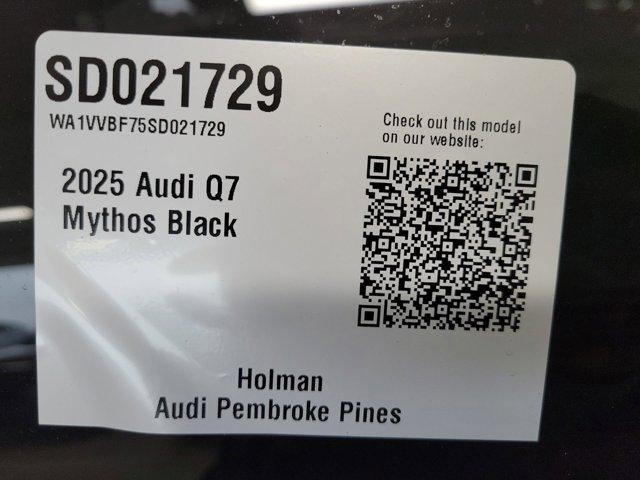 SD021729
WA1VVBF75SD021729
Check out this model
on our website:
2025 Audi Q7
Mythos Black
Holman
Audi Pembroke Pines